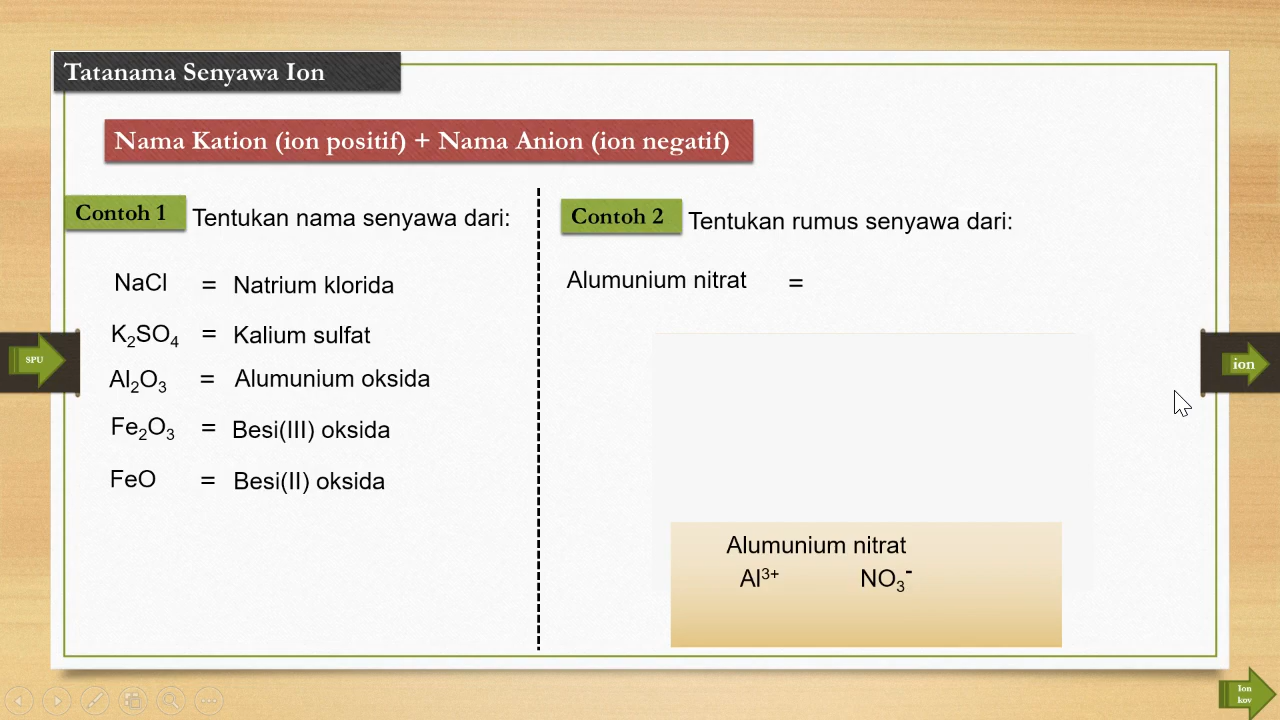 Tatanama Senyawa Ion
Nama Kation (ion positif) + Nama Anion (ion negatif)
Contoh 1 Tentukan nama senyawa dari:
NaCl = Natrium klorida
K₂SO₄ = Kalium sulfat
Al₂O₃ = Alumunium oksida
Fe₂O₃ = Besi(III) oksida
FeO = Besi(II) oksida
Contoh 2 Tentukan rumus senyawa dari:
Alumunium nitrat =
Alumunium nitrat
Al³⁺ NO₃⁻
SPU
ion
Ion
kov